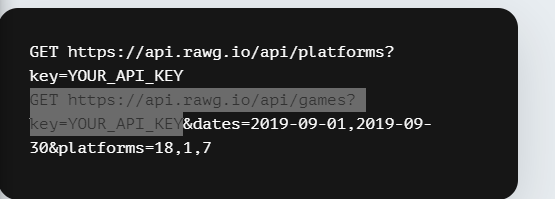 GET https://api.rawg.io/api/platforms?
key=YOUR_API_KEY
GET https://api.rawg.io/api/games?
key=YOUR_API_KEY&dates=2019-09-01,2019-09-
30&platforms=18,1,7